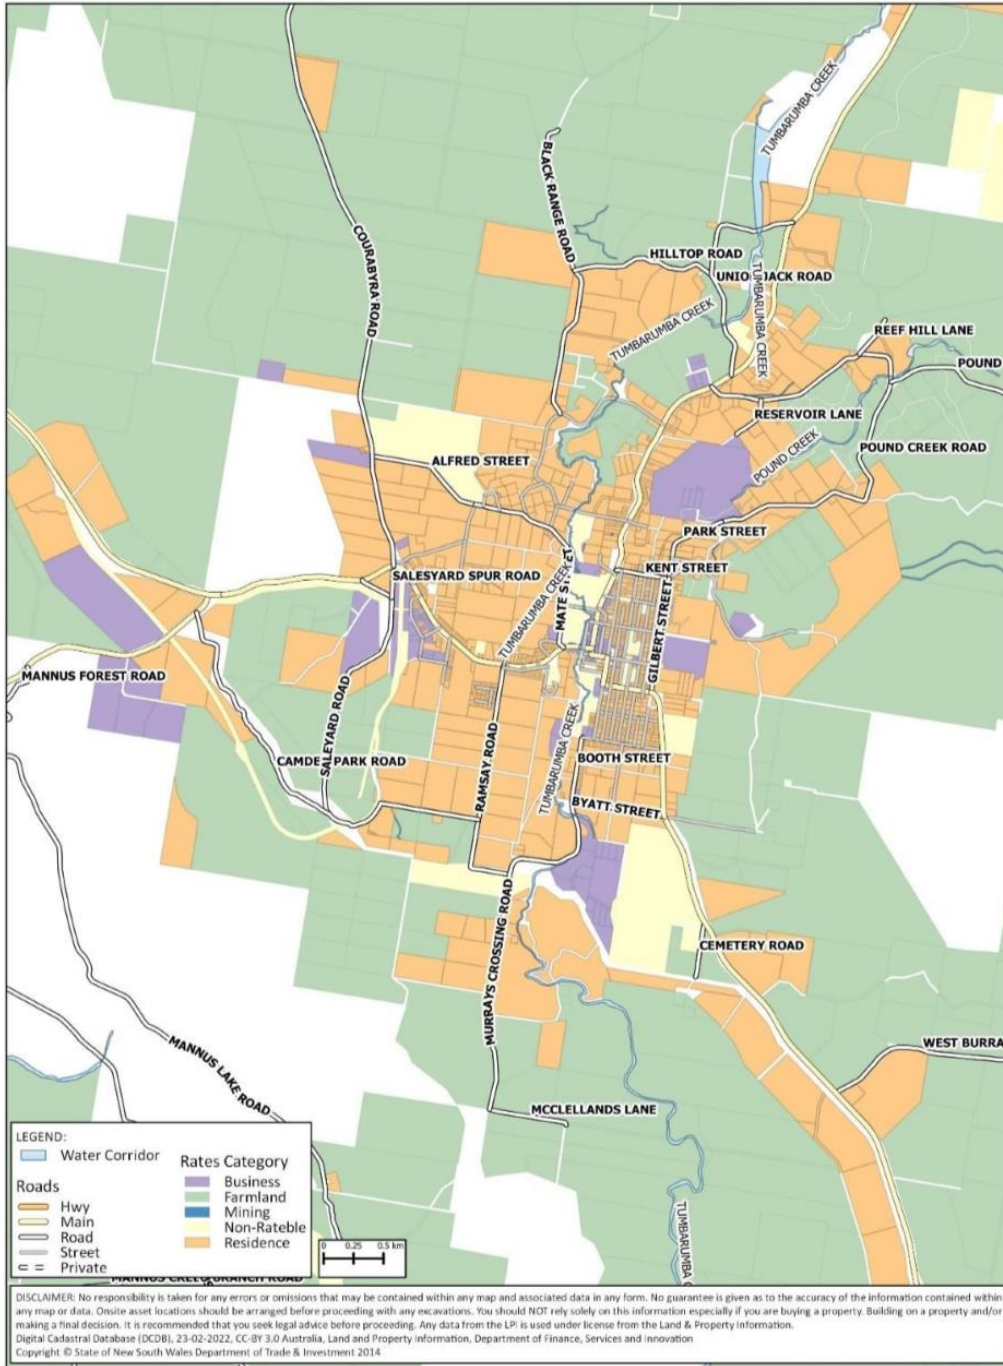 TUMBARUMBA CREEK
BLACK RANGE ROAD
COURABYRA ROAD
HILLTOP ROAD
UNION JACK ROAD
TUMBARUMBA CREEK
TUMBARUMBA CREEK
REEF HILL LANE
POUND
RESERVOIR LANE
POUND CREEK
POUND CREEK ROAD
ALFRED STREET
PARK STREET
KENT STREET
SALESYARD SPUR ROAD
MATE STREET
TUMBARUMBA CREEK
GILBERT STREET
MANNUS FOREST ROAD
SALEYARD ROAD
CAMDEN PARK ROAD
RAMSAY ROAD
TUMBARUMBA CREEK
BOOTH STREET
BYATT STREET
MURRAYS CROSSING ROAD
CEMETERY ROAD
WEST BURRA
MANNUS LAKE ROAD
MCCLELLANDS LANE
TUMBARUMBA C
LEGEND:
Water Corridor
Roads
Hwy
Main
Road
Street
Private
Rates Category
Business
Farmland
Mining
Non-Rateble
Residence
0 0.25 0.5 km
MANNUS CREEK BRANCH ROAD
DISCLAIMER: No responsibility is taken for any errors or omissions that may be contained within any map and associated data in any form. No guarantee is given as to the accuracy of the information contained within
any map or data. Onsite asset locations should be arranged before proceeding with any excavations. You should NOT rely solely on this information especially if you are buying a property. Building on a property and/or
making a final decision. It is recommended that you seek legal advice before proceeding. Any data from the LPI is used under license from the Land & Property Information.
Digital Cadastral Database (DCDB), 23-02-2022, CC-BY 3.0 Australia, Land and Property Information, Department of Finance, Services and Innovation
Copyright © State of New South Wales Department of Trade & Investment 2014